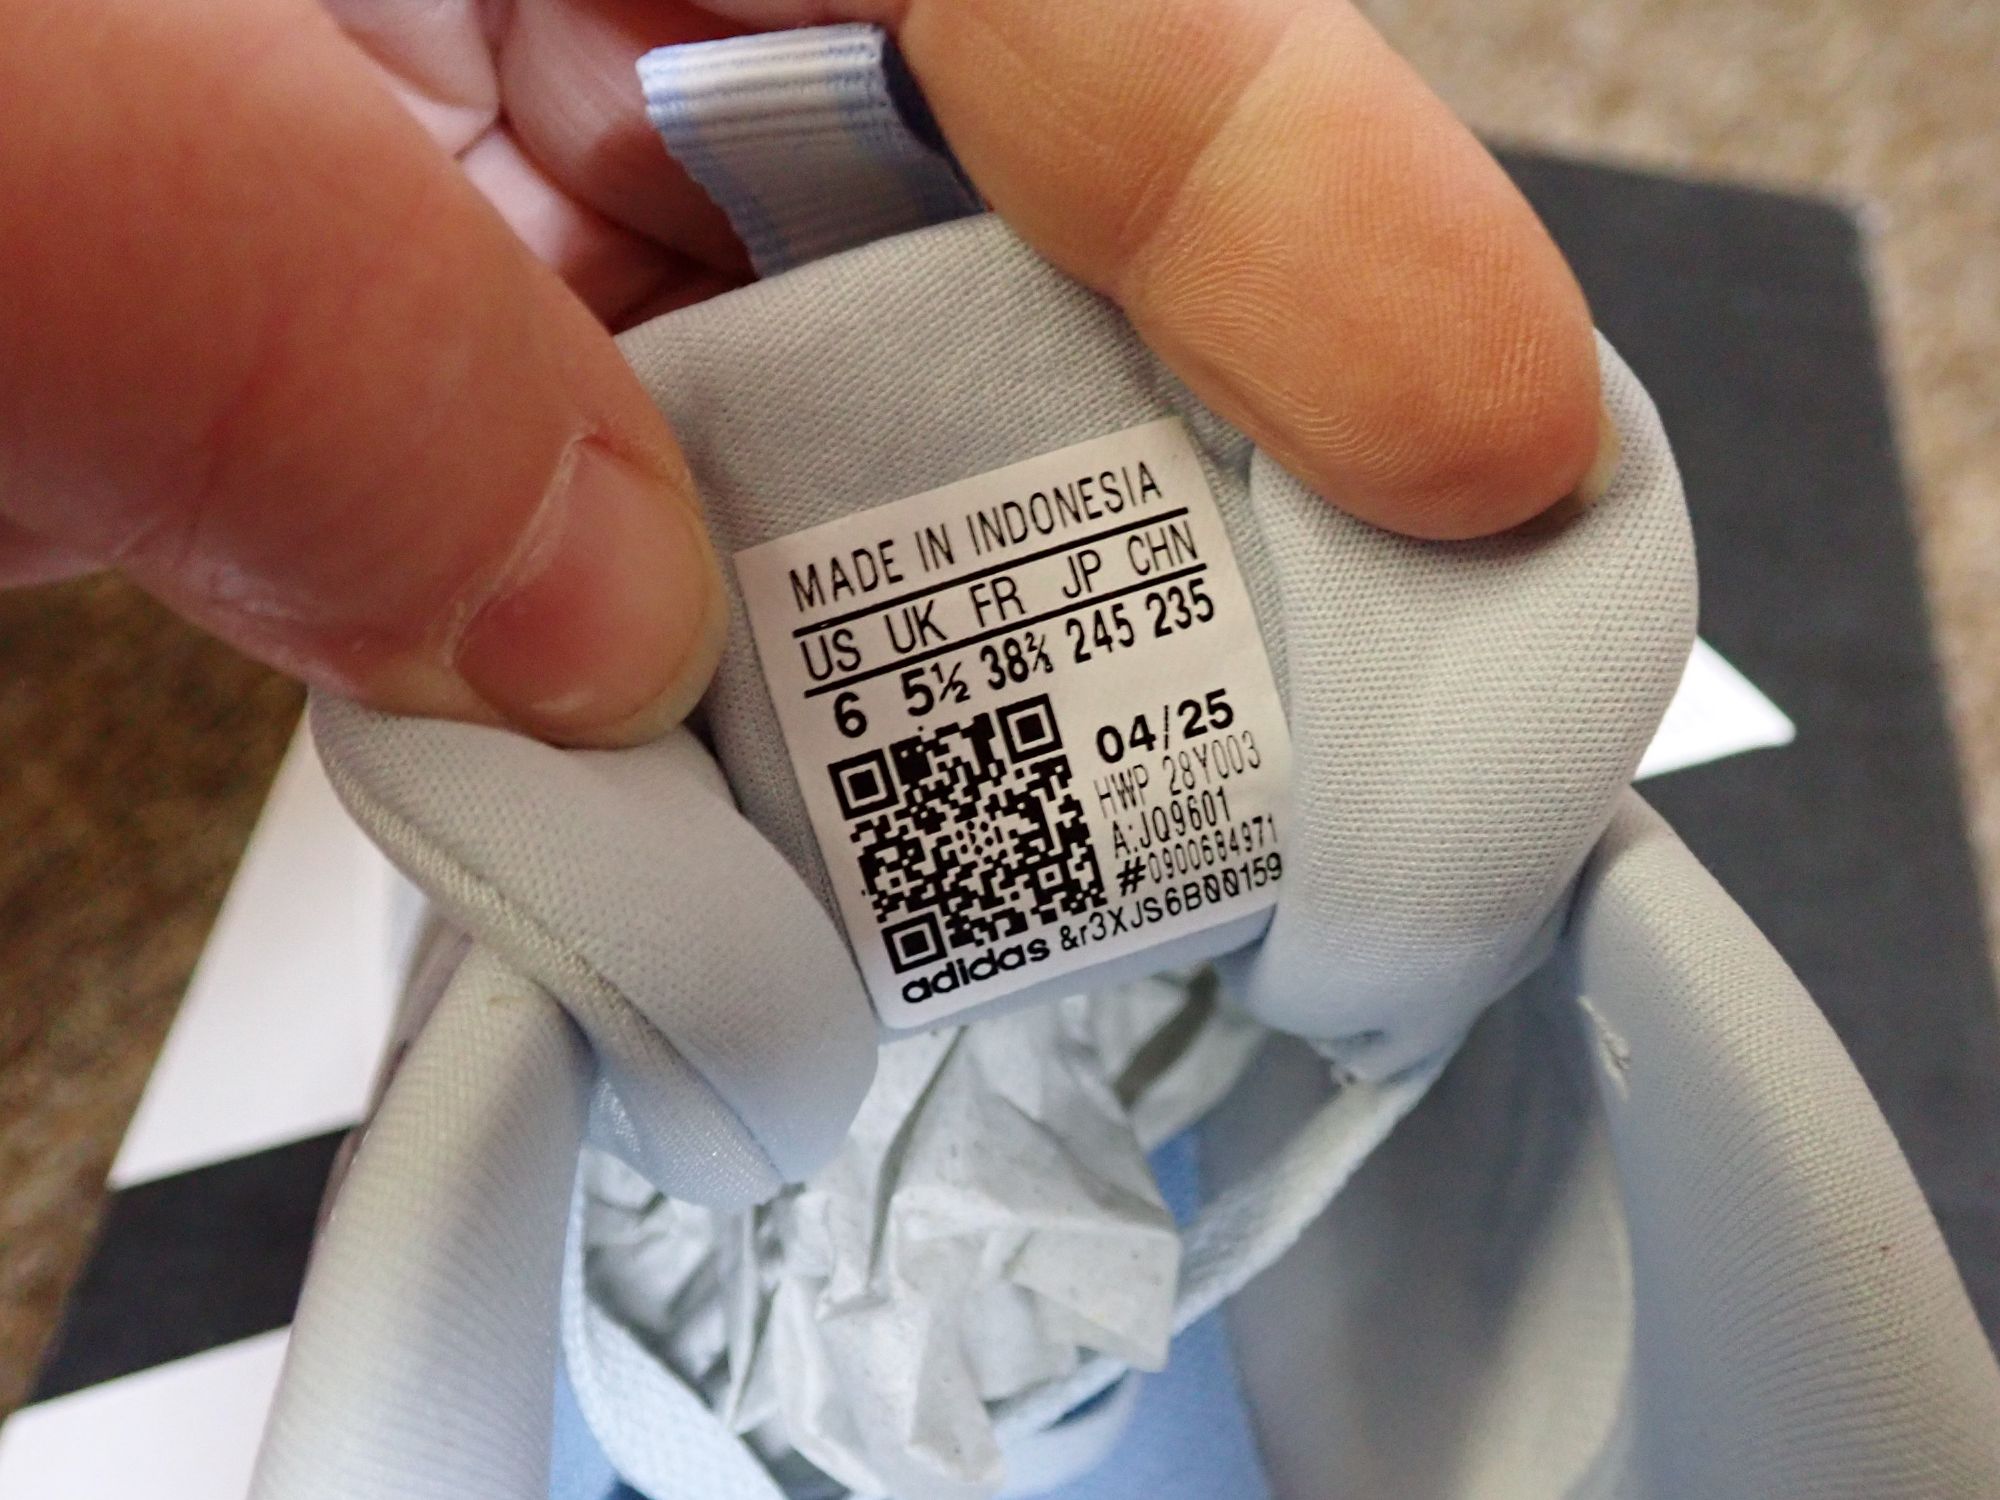 MADE IN INDONESIA
US UK FR JP CHN
6 5½ 38⅔ 245 235
04/25
HWP 28Y003
A:JQ9601
#0900684971
adidas &r3XJS6B00159